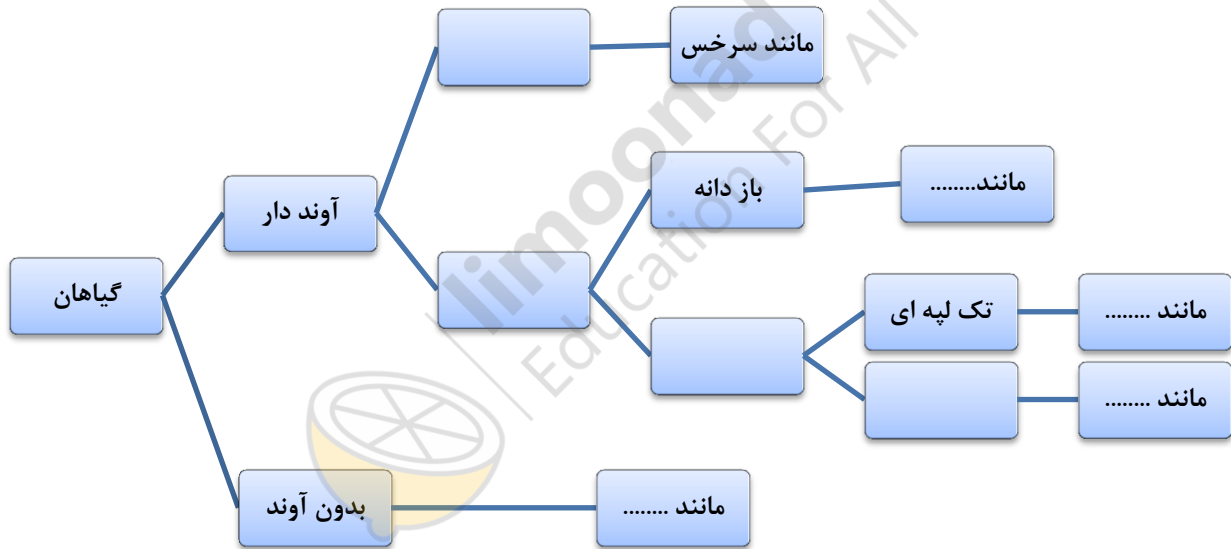 مانند سرخس
باز دانه
مانند........
آوند دار
گیاهان
تک لپه ای
مانند ........
مانند ........
بدون آوند
مانند ........
limoonad
Education For All